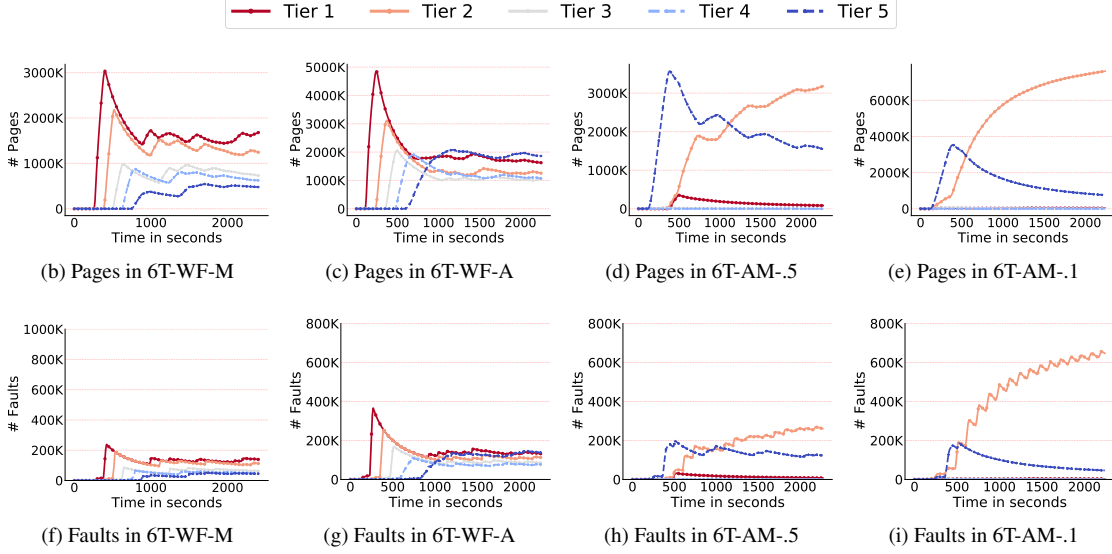 Tier 1 Tier 2 Tier 3 Tier 4 Tier 5
# Pages
3000K
2000K
1000K
0
0 1000 2000
Time in seconds
(b) Pages in 6T-WF-M
# Pages
5000K
4000K
3000K
2000K
1000K
0K
0 500 1000 1500 2000
Time in seconds
(c) Pages in 6T-WF-A
# Pages
3000K
2000K
1000K
0
0 500 1000 1500 2000
Time in seconds
(d) Pages in 6T-AM-.5
# Pages
6000K
4000K
2000K
0
0 500 1000 1500 2000
Time in seconds
(e) Pages in 6T-AM-.1
# Faults
1000K
800K
600K
400K
200K
0
0 1000 2000
Time in seconds
(f) Faults in 6T-WF-M
# Faults
800K
600K
400K
200K
0
0 500 1000 1500 2000
Time in seconds
(g) Faults in 6T-WF-A
# Faults
800K
600K
400K
200K
0
0 500 1000 1500 2000
Time in seconds
(h) Faults in 6T-AM-.5
# Faults
800K
600K
400K
200K
0
0 500 1000 1500 2000
Time in seconds
(i) Faults in 6T-AM-.1